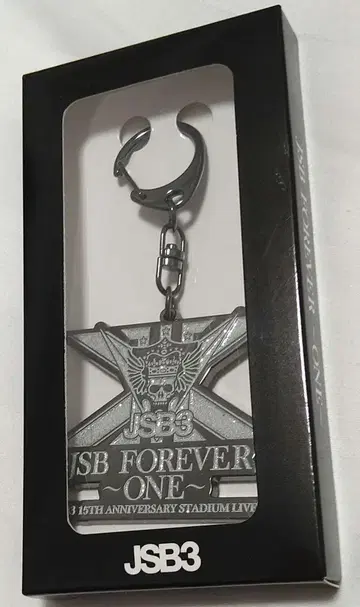 JSB3
JSB FOREVER
~ONE~
3 15TH ANNIVERSARY STADIUM LIVE
JSB3
JSB FOREVER ONE